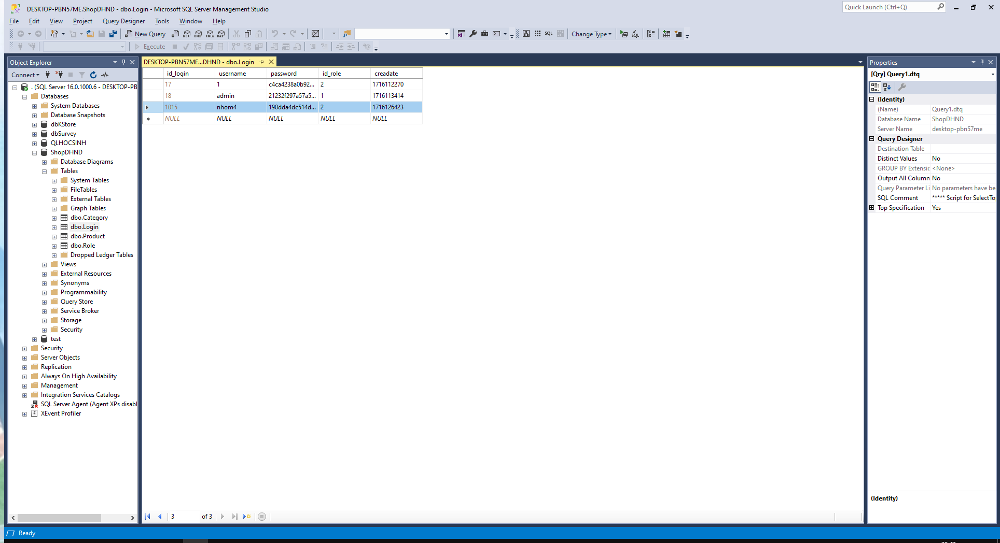 DESKTOP-PBN57ME.ShopDHND - dbo.Login - Microsoft SQL Server Management Studio
Quick Launch (Ctrl+Q)
File Edit View Project Query Designer Tools Window Help
New Query MDX DMX XMLA DAX SQL Change Type SQL
Execute
Object Explorer
Connect
. (SQL Server 16.0.1000.6 - DESKTOP-PB
Databases
System Databases
Database Snapshots
dbKStore
dbSurvey
QLHOCSINH
ShopDHND
Database Diagrams
Tables
System Tables
FileTables
External Tables
Graph Tables
dbo.Category
dbo.Login
dbo.Product
dbo.Role
Dropped Ledger Tables
Views
External Resources
Synonyms
Programmability
Query Store
Service Broker
Storage
Security
test
Security
Server Objects
Replication
Always On High Availability
Management
Integration Services Catalogs
SQL Server Agent (Agent XPs disabl
XEvent Profiler
DESKTOP-PBN57ME...DHND - dbo.Login
id_login username password id_role creadate
17 1 c4ca4238a0b92... 2 1716112270
18 admin 21232f297a57a5... 1 1716113414
1015 nhom4 190dda4dc514d... 2 1716126423
NULL NULL NULL NULL NULL
3 of 3
Properties
[Qry] Query1.dtq
(Identity)
(Name) Query1.dtq
Database Name ShopDHND
Server Name desktop-pbn57me
Query Designer
Destination Table
Distinct Values No
GROUP BY Extensic <None>
Output All Column No
Query Parameter Li No parameters have be
SQL Comment ***** Script for SelectTo
Top Specification Yes
(Identity)
Ready